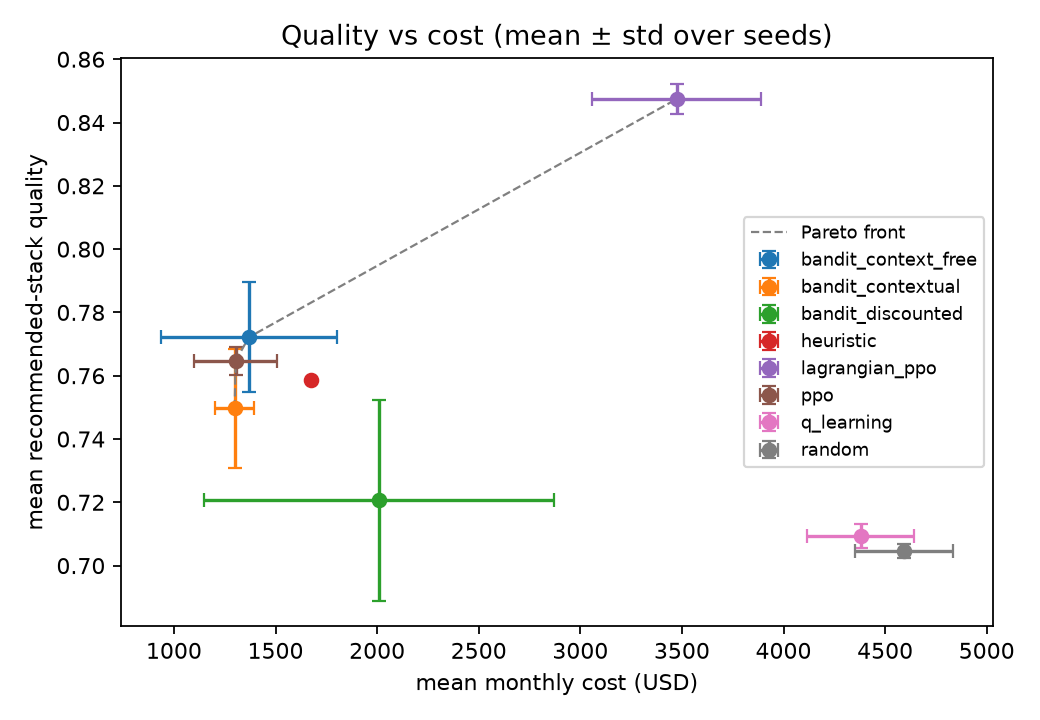 Quality vs cost (mean ± std over seeds)
mean recommended-stack quality
0.86
0.84
0.82
0.80
0.78
0.76
0.74
0.72
0.70
Pareto front
bandit_context_free
bandit_contextual
bandit_discounted
heuristic
lagrangian_ppo
ppo
q_learning
random
1000 1500 2000 2500 3000 3500 4000 4500 5000
mean monthly cost (USD)